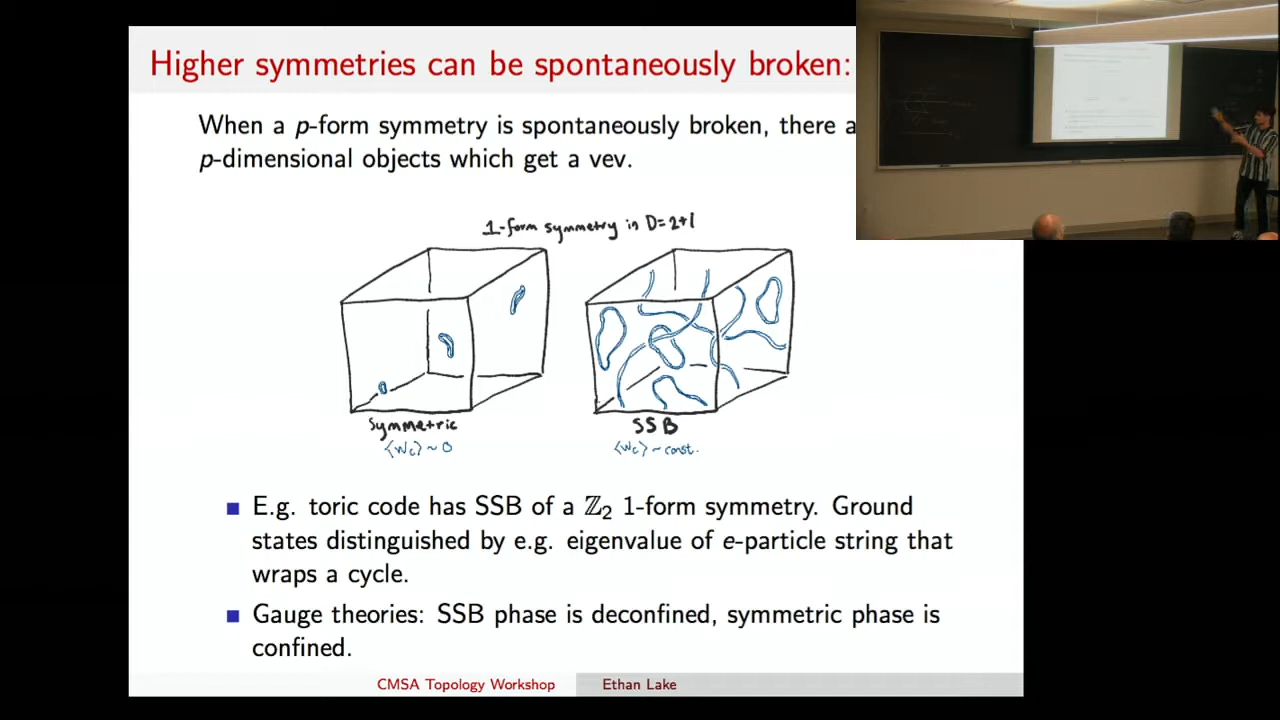 Higher symmetries can be spontaneously broken:
When a p-form symmetry is spontaneously broken, there a
p-dimensional objects which get a vev.
1-form symmetry in D=2+1
Symmetric
SSB
⟨W_C⟩ ~ 0
⟨W_C⟩ ~ const.
■ E.g. toric code has SSB of a ℤ₂ 1-form symmetry. Ground
states distinguished by e.g. eigenvalue of e-particle string that
wraps a cycle.
■ Gauge theories: SSB phase is deconfined, symmetric phase is
confined.
CMSA Topology Workshop
Ethan Lake